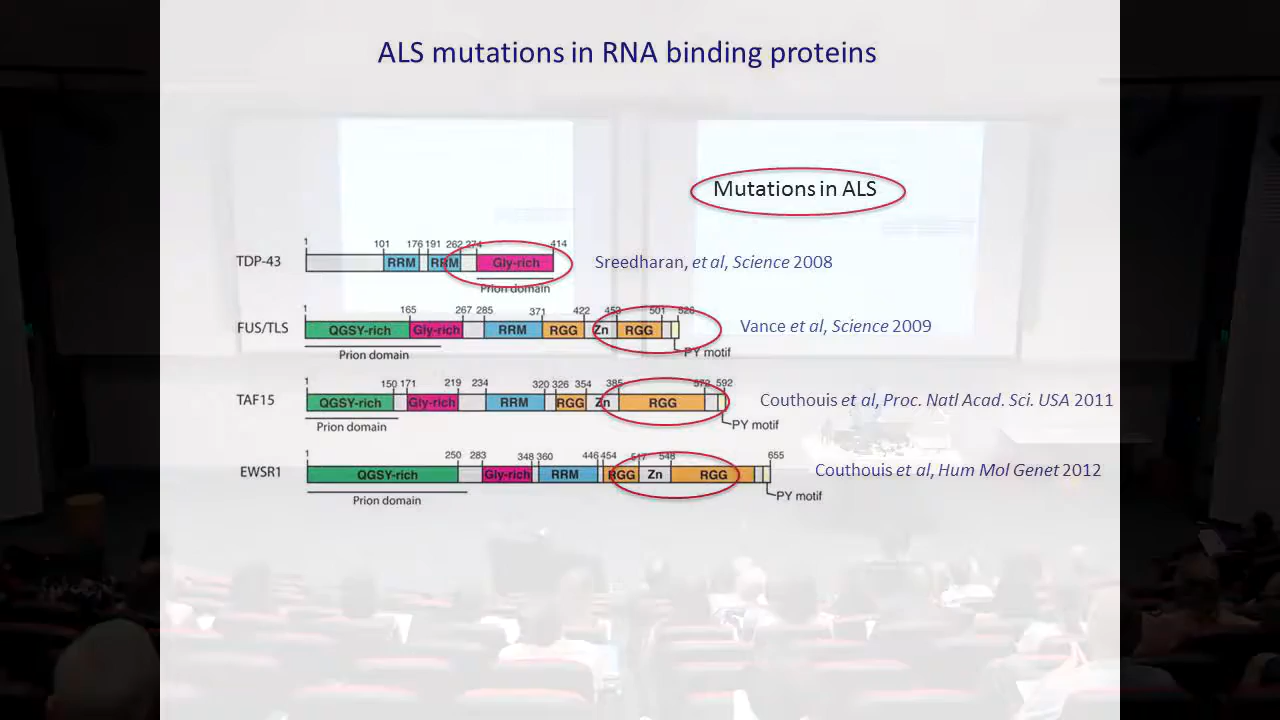 ALS mutations in RNA binding proteins
Mutations in ALS
1 101 176 191 262 274 414
TDP-43 RRM RRM Gly-rich Sreedharan, et al, Science 2008
Prion domain
1 165 267 285 371 422 453 501 526
FUS/TLS QGSY-rich Gly-rich RRM RGG Zn RGG Vance et al, Science 2009
Prion domain PY motif
1 150 171 219 234 320 326 354 385 573 592
TAF15 QGSY-rich Gly-rich RRM RGG Zn RGG Couthouis et al, Proc. Natl Acad. Sci. USA 2011
Prion domain PY motif
1 250 283 348 360 446 454 517 548 655
EWSR1 QGSY-rich Gly-rich RRM RGG Zn RGG Couthouis et al, Hum Mol Genet 2012
Prion domain PY motif